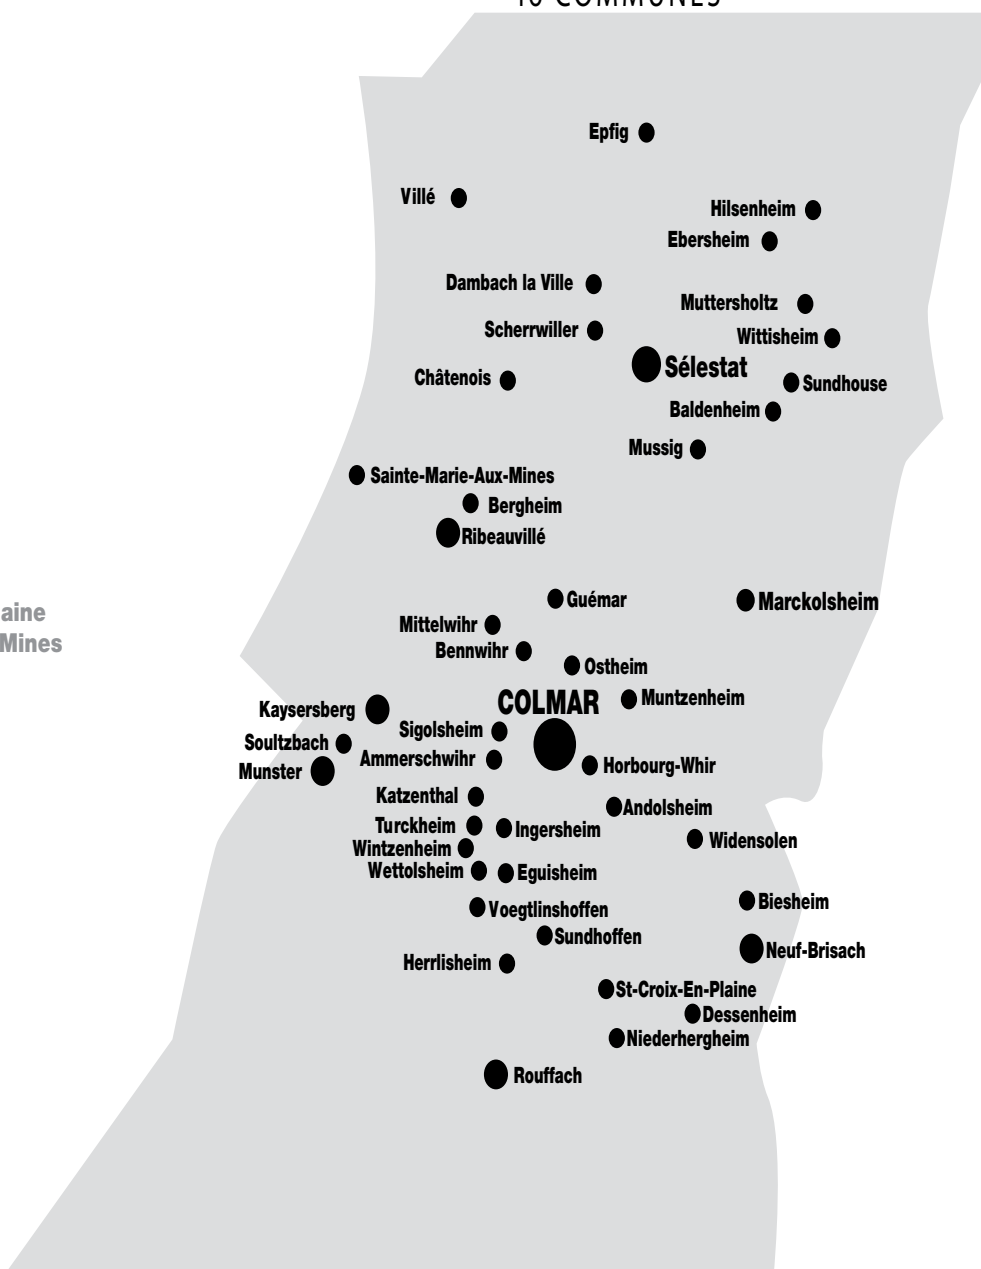 COMMUNES
Epfig
Villé
Hilsenheim
Ebersheim
Dambach la Ville
Muttersholtz
Scherrwiller
Wittisheim
Sélestat
Châtenois
Sundhouse
Baldenheim
Mussig
Sainte-Marie-Aux-Mines
Bergheim
Ribeauvillé
Guémar
Marckolsheim
aine
Mines
Mittelwihr
Bennwihr
Ostheim
COLMAR
Muntzenheim
Kaysersberg
Sigolsheim
Soultzbach
Ammerschwihr
Munster
Horbourg-Whir
Katzenthal
Andolsheim
Turckheim
Ingersheim
Widensolen
Wintzenheim
Wettolsheim
Eguisheim
Voegtlinshoffen
Biesheim
Sundhoffen
Neuf-Brisach
Herrlisheim
St-Croix-En-Plaine
Dessenheim
Niederhergheim
Rouffach